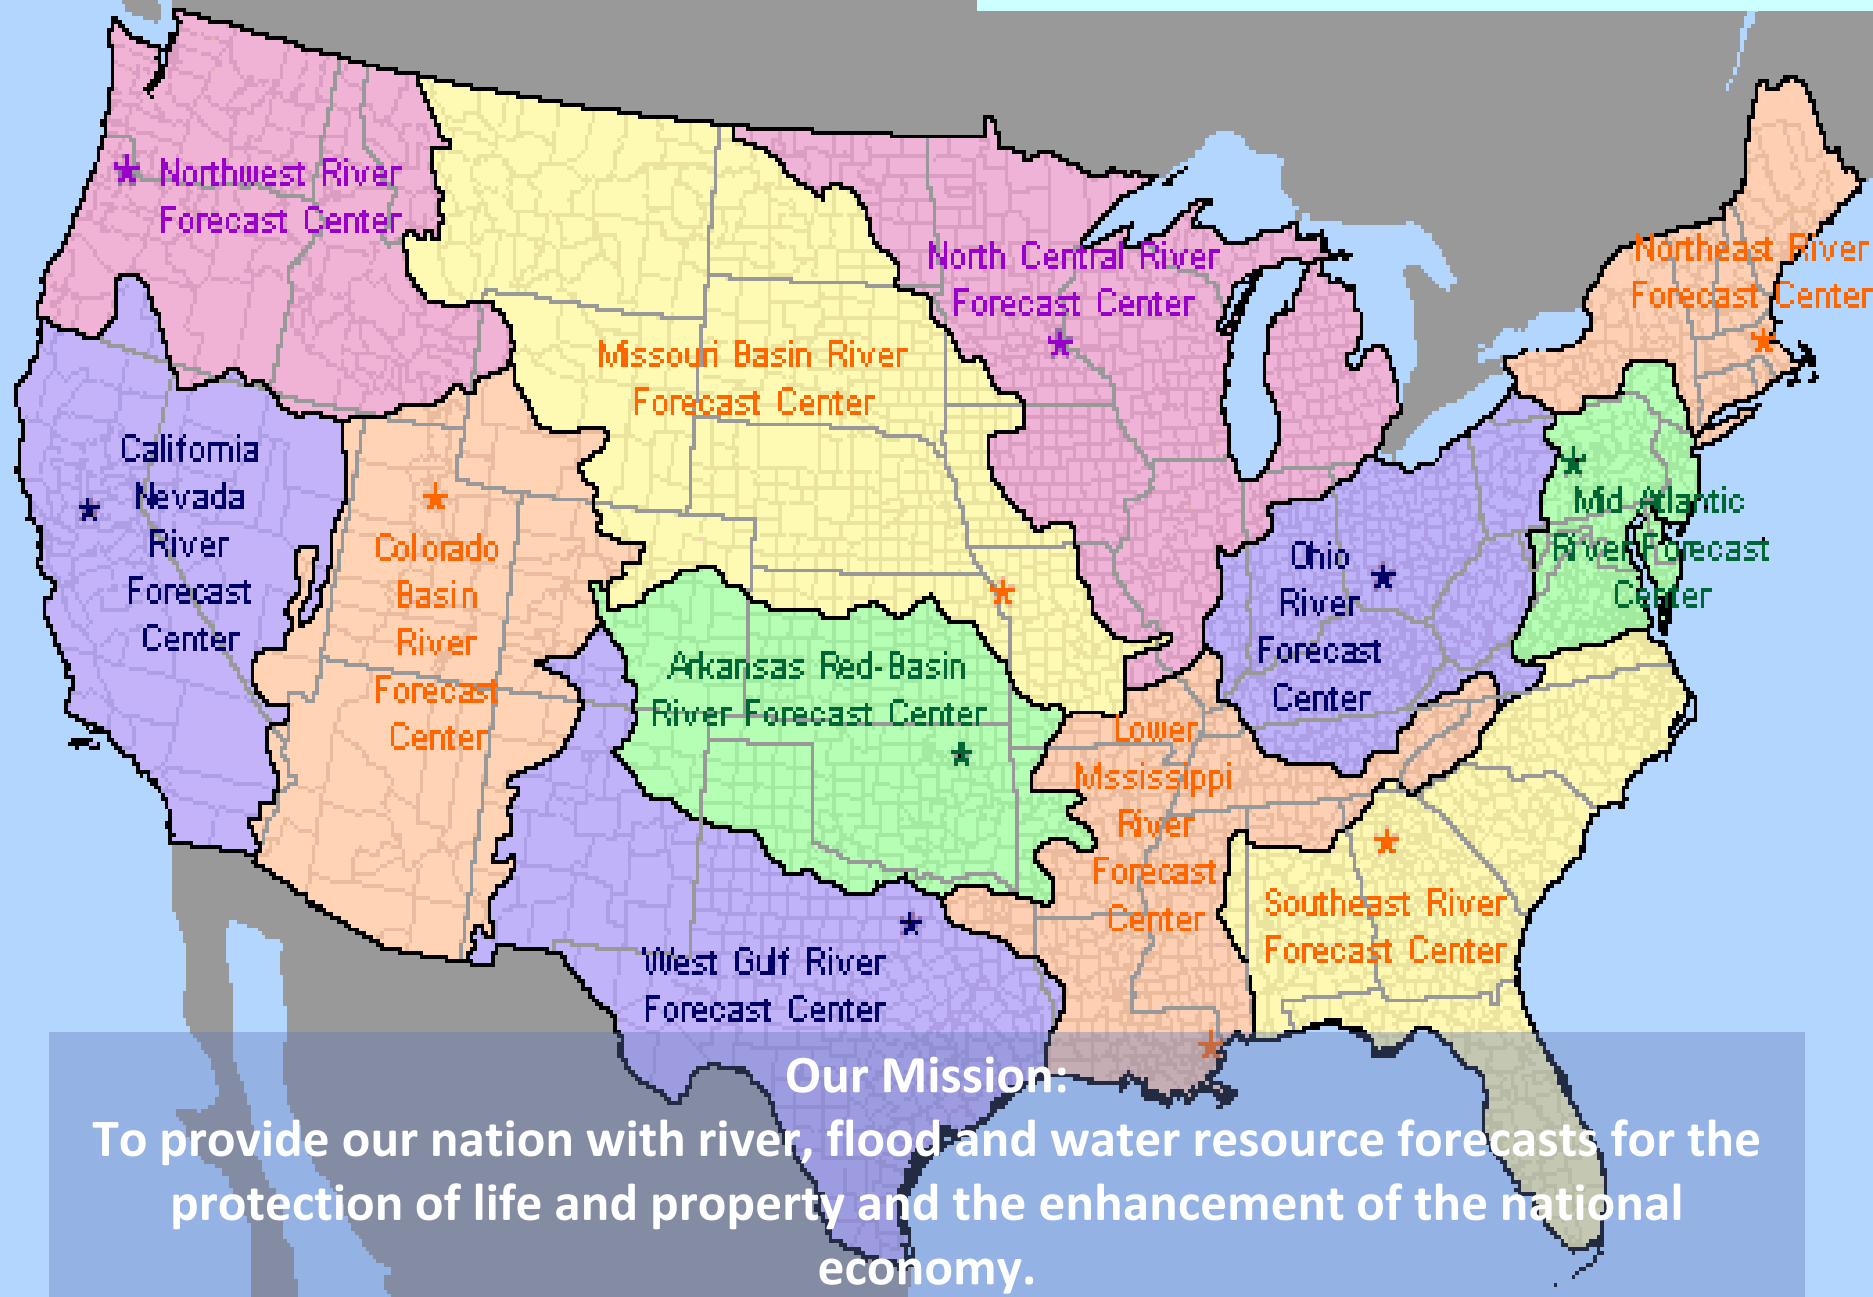 Northwest River
Forecast Center
North Central River
Forecast Center
Northeast River
Forecast Center
Missouri Basin River
Forecast Center
California
Nevada
River
Forecast
Center
Colorado
Basin
River
Forecast
Center
Mid Atlantic
River Forecast
Center
Ohio
River
Forecast
Center
Arkansas Red-Basin
River Forecast Center
Lower
Mississippi
River
Forecast
Center
Southeast River
Forecast Center
West Gulf River
Forecast Center
Our Mission:
To provide our nation with river, flood and water resource forecasts for the
protection of life and property and the enhancement of the national
economy.